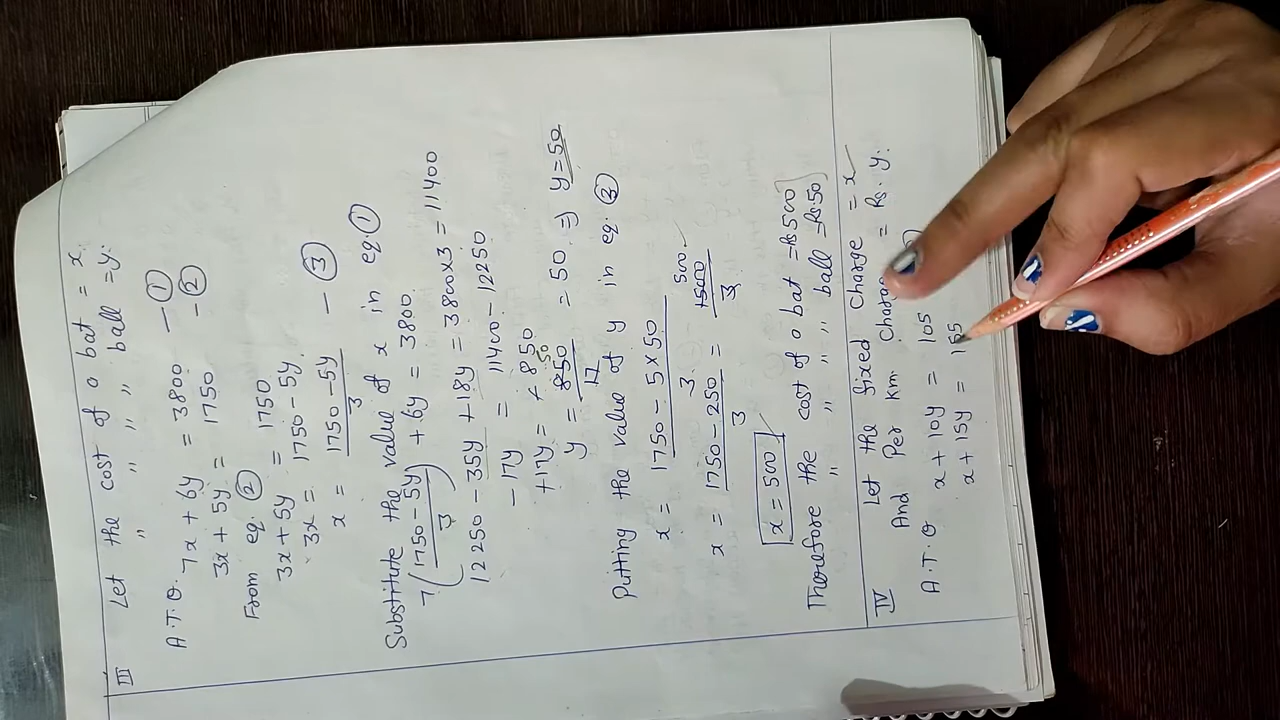 III Let the cost of a bat = x.
" " " " ball = y.
A.T.Q. 7x + 6y = 3800 — ①
3x + 5y = 1750 — ②
From eq. ②
3x + 5y = 1750
3x = 1750 - 5y
x = 1750 - 5y / 3 — ③
Substitute the value of x in eq. ①
7(1750 - 5y / 3) + 6y = 3800.
12250 - 35y + 18y = 3800x3 = 11400
-17y = 11400 - 12250
+17y = +850
y = 850 / 17 50 = 50 ⇒ y = 50
Putting the value of y in eq. ③
x = 1750 - 5 x 50 / 3
x = 1750 - 250 / 3 = 1500 / 3 500
x = 500
Therefore the cost of a bat = Rs 500
" " " ball = Rs 50
IV Let the fixed charge = x
And Per km charge = Rs. y.
A.T.Q x + 10y = 105
x + 15y = 155